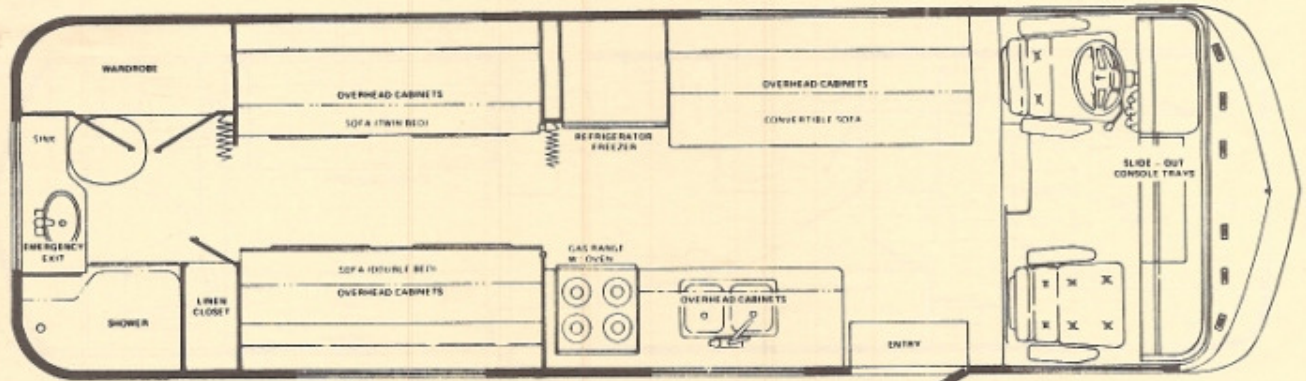 WARDROBE
OVERHEAD CABINETS
SOFA (TWIN BED)
REFRIGERATOR
FREEZER
OVERHEAD CABINETS
CONVERTIBLE SOFA
SLIDE - OUT
CONSOLE TRAYS
SINK
EMERGENCY
EXIT
SHOWER
LINEN
CLOSET
SOFA (DOUBLE BED)
OVERHEAD CABINETS
GAS RANGE
W/ OVEN
OVERHEAD CABINETS
ENTRY